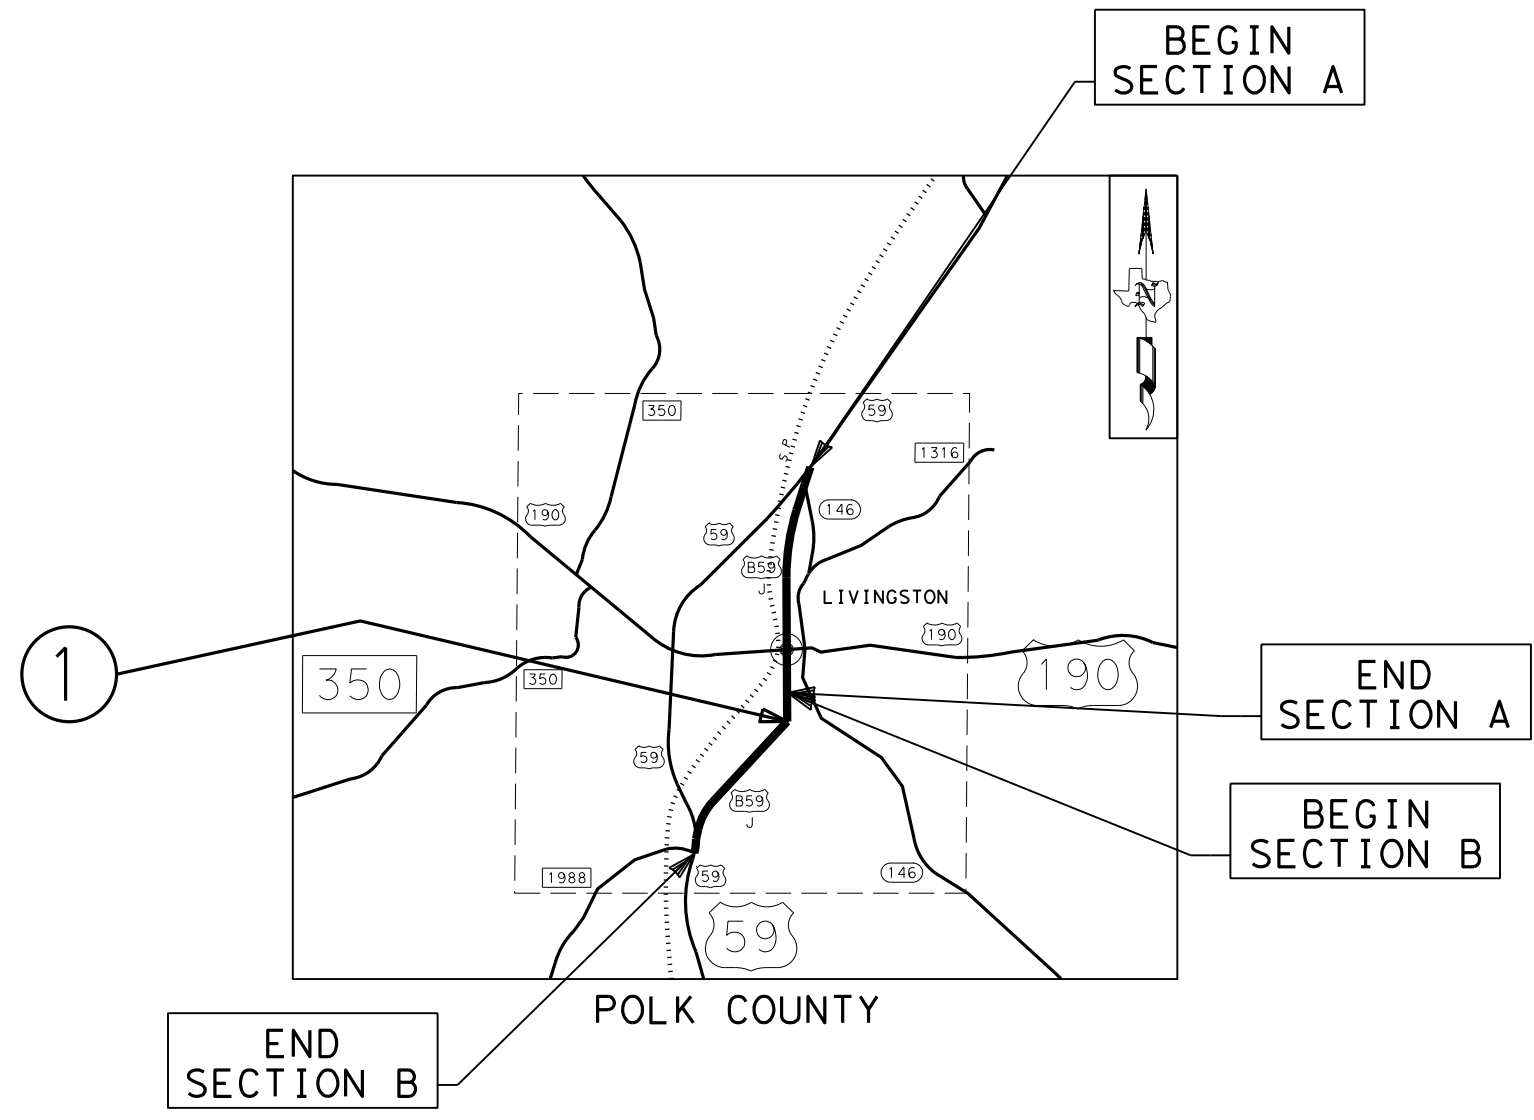 BEGIN
SECTION A
350
59
S.P.
1316
190
146
59
B59
J
LIVINGSTON
190
1
350
350
190
END
SECTION A
59
B59
J
BEGIN
SECTION B
1988
59
146
59
POLK COUNTY
END
SECTION B
N